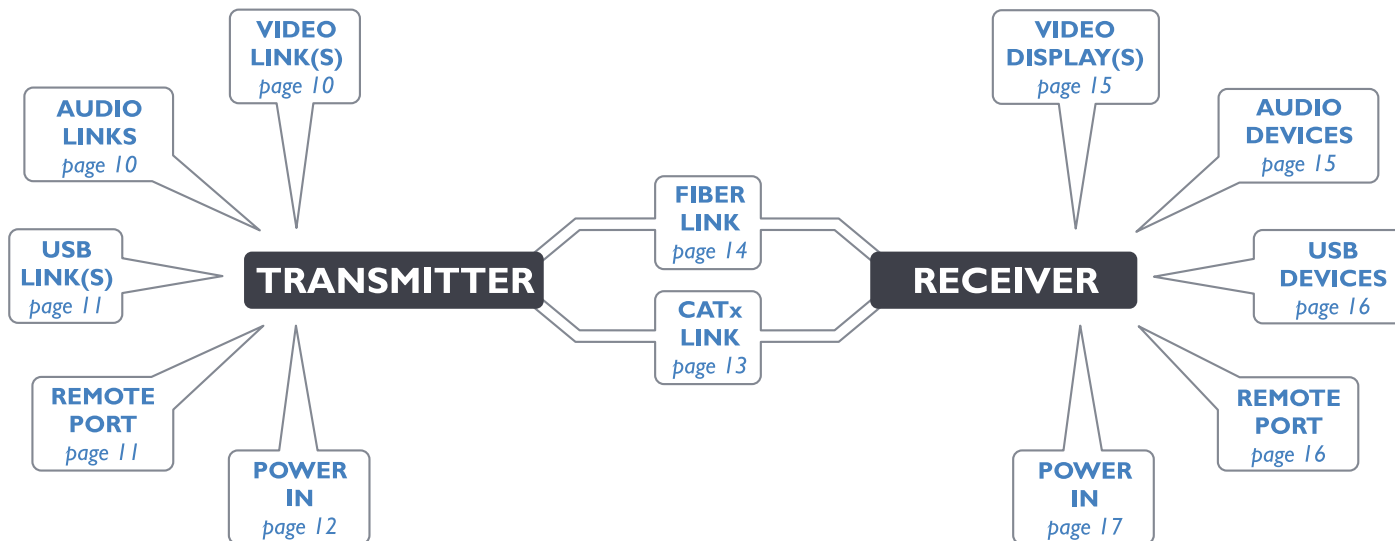 VIDEO
LINK(S)
page 10
VIDEO
DISPLAY(S)
page 15
AUDIO
LINKS
page 10
AUDIO
DEVICES
page 15
FIBER
LINK
page 14
USB
LINK(S)
page 11
TRANSMITTER
RECEIVER
USB
DEVICES
page 16
CATx
LINK
page 13
REMOTE
PORT
page 11
REMOTE
PORT
page 16
POWER
IN
page 12
POWER
IN
page 17